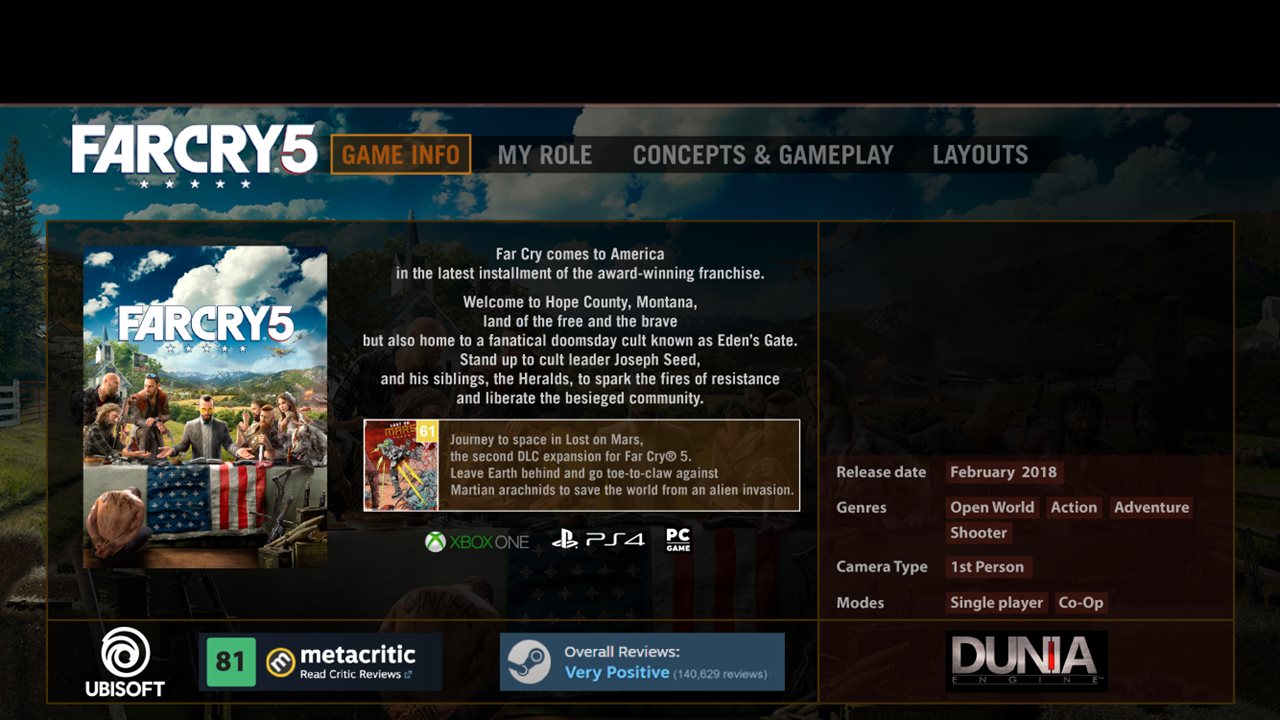 FARCRY5
GAME INFO
MY ROLE
CONCEPTS & GAMEPLAY
LAYOUTS
FARCRY5
Far Cry comes to America
in the latest installment of the award-winning franchise.
Welcome to Hope County, Montana,
land of the free and the brave
but also home to a fanatical doomsday cult known as Eden's Gate.
Stand up to cult leader Joseph Seed,
and his siblings, the Heralds, to spark the fires of resistance
and liberate the besieged community.
LOST ON
MARS
61
Journey to space in Lost on Mars,
the second DLC expansion for Far Cry® 5.
Leave Earth behind and go toe-to-claw against
Martian arachnids to save the world from an alien invasion.
XBOX ONE
PS4
PC
GAME
Release date February 2018
Genres Open World Action Adventure
Shooter
Camera Type 1st Person
Modes Single player Co-Op
SINNER
UBISOFT
81
metacritic
Read Critic Reviews
Overall Reviews:
Very Positive (140,629 reviews)
DUNIA
ENGINE™